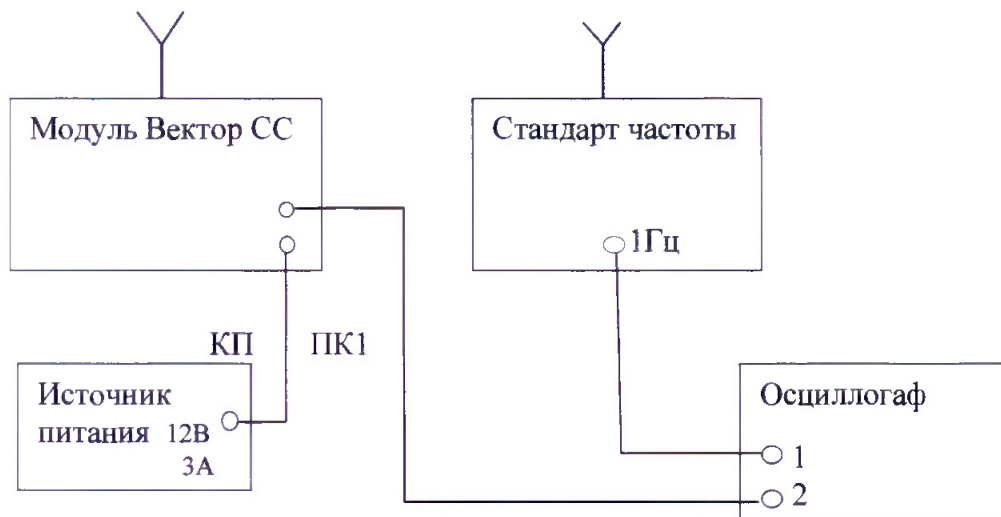 Модуль Вектор СС
Стандарт частоты
1Гц
КП
ПК1
Источник
питания 12В
3А
Осциллогаф
1
2